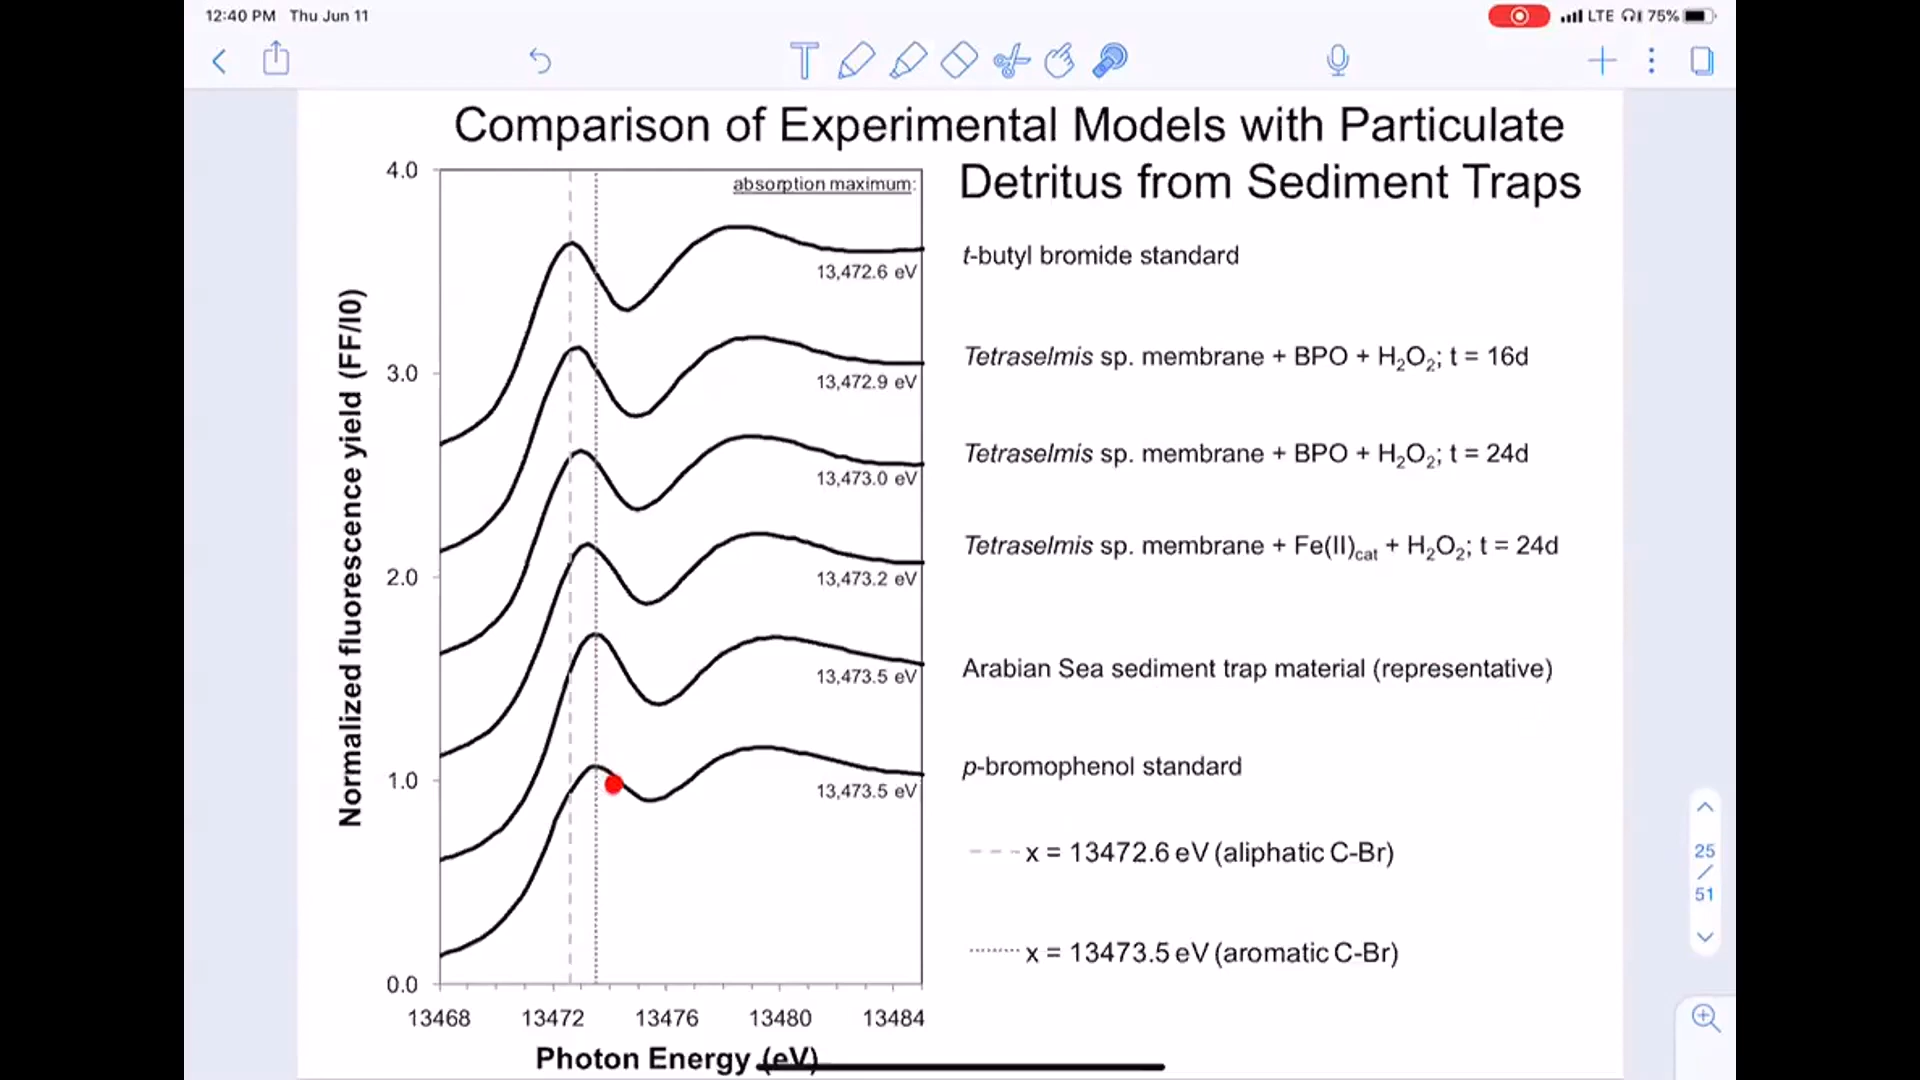 12:40 PM Thu Jun 11
LTE 75%
Comparison of Experimental Models with Particulate
Detritus from Sediment Traps
absorption maximum:
4.0
3.0
2.0
1.0
0.0
Normalized fluorescence yield (FF/I0)
13,472.6 eV
t-butyl bromide standard
13,472.9 eV
Tetraselmis sp. membrane + BPO + H₂O₂; t = 16d
13,473.0 eV
Tetraselmis sp. membrane + BPO + H₂O₂; t = 24d
13,473.2 eV
Tetraselmis sp. membrane + Fe(II)cat + H₂O₂; t = 24d
13,473.5 eV
Arabian Sea sediment trap material (representative)
13,473.5 eV
p-bromophenol standard
x = 13472.6 eV (aliphatic C-Br)
x = 13473.5 eV (aromatic C-Br)
13468 13472 13476 13480 13484
Photon Energy (eV)
25
/
51